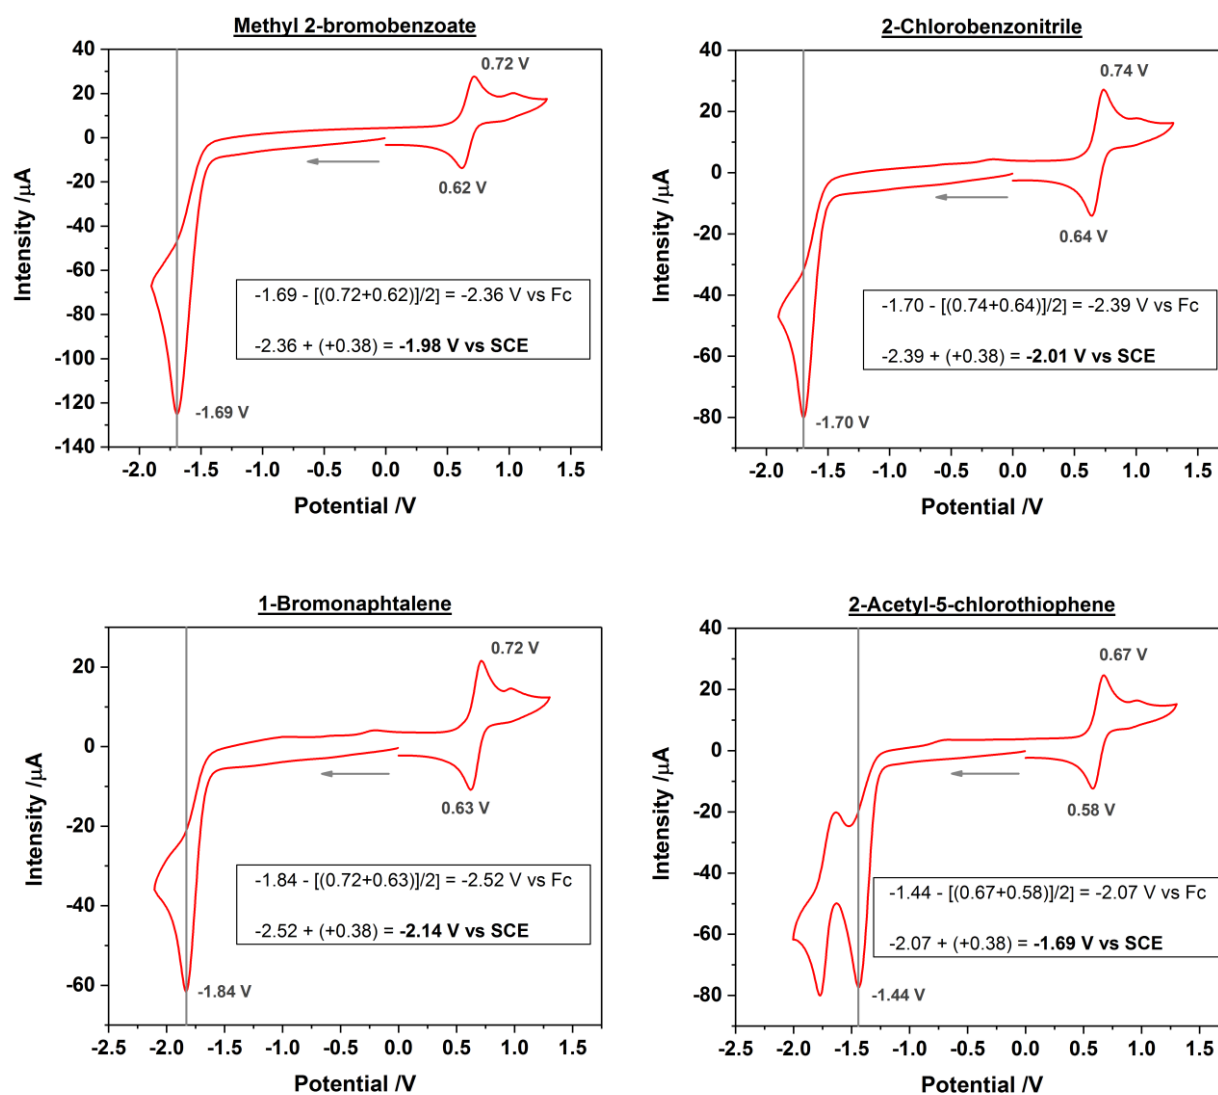 Methyl 2-bromobenzoate
40
20
0
-20
-40
-60
-80
-100
-120
-140
Intensity /µA
0.72 V
0.62 V
-1.69 - [(0.72+0.62)]/2] = -2.36 V vs Fc
-2.36 + (+0.38) = -1.98 V vs SCE
-1.69 V
-2.0 -1.5 -1.0 -0.5 0.0 0.5 1.0 1.5
Potential /V
2-Chlorobenzonitrile
40
20
0
-20
-40
-60
-80
Intensity /µA
0.74 V
0.64 V
-1.70 - [(0.74+0.64)]/2] = -2.39 V vs Fc
-2.39 + (+0.38) = -2.01 V vs SCE
-1.70 V
-2.0 -1.5 -1.0 -0.5 0.0 0.5 1.0 1.5
Potential /V
1-Bromonaphtalene
20
0
-20
-40
-60
Intensity /µA
0.72 V
0.63 V
-1.84 - [(0.72+0.63)]/2] = -2.52 V vs Fc
-2.52 + (+0.38) = -2.14 V vs SCE
-1.84 V
-2.5 -2.0 -1.5 -1.0 -0.5 0.0 0.5 1.0 1.5
Potential /V
2-Acetyl-5-chlorothiophene
40
20
0
-20
-40
-60
-80
Intensity /µA
0.67 V
0.58 V
-1.44 - [(0.67+0.58)]/2] = -2.07 V vs Fc
-2.07 + (+0.38) = -1.69 V vs SCE
-1.44 V
-2.5 -2.0 -1.5 -1.0 -0.5 0.0 0.5 1.0 1.5
Potential /V